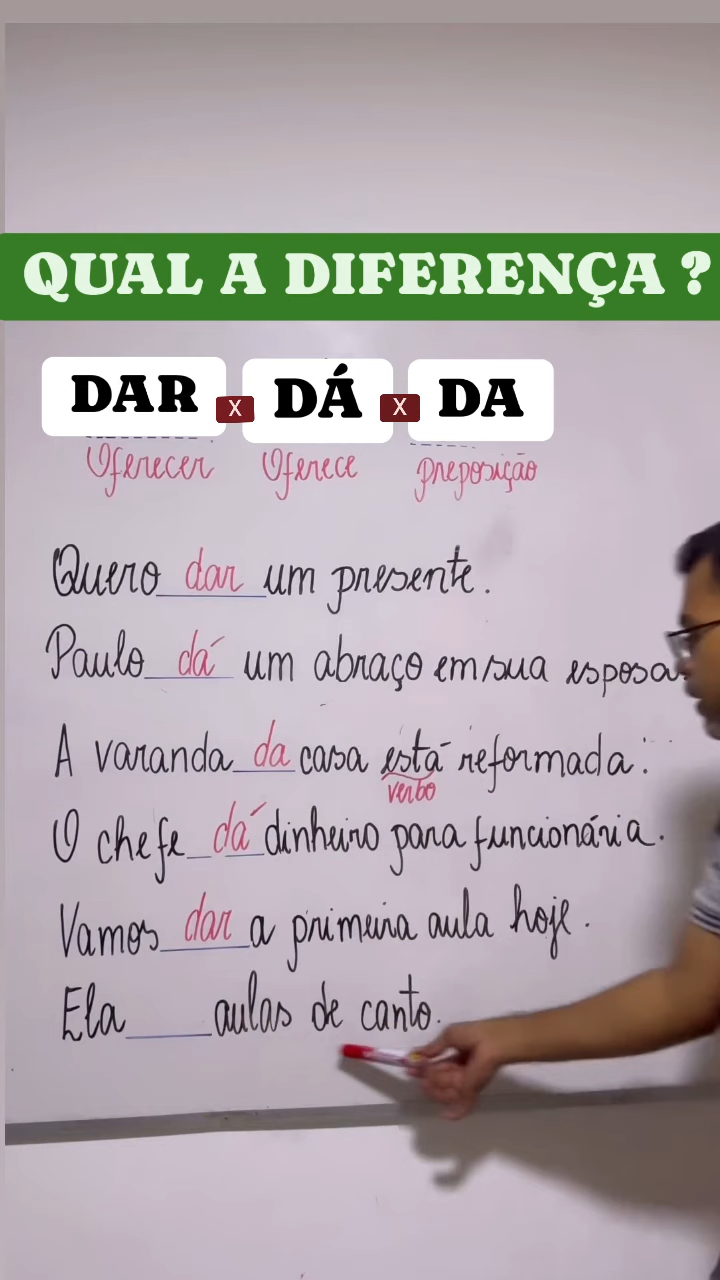 QUAL A DIFERENÇA ?
DAR X DÁ X DA
Oferecer Oferece preposição
Quero dar um presente.
Paulo dá um abraço em sua esposa.
A varanda da casa está reformada.
verbo
O chefe dá dinheiro para funcionária.
Vamos dar a primeira aula hoje.
Ela ____ aulas de canto.